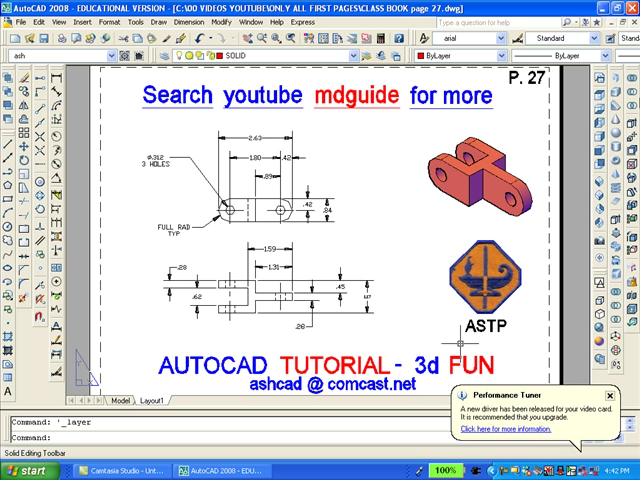 AutoCAD 2008 - EDUCATIONAL VERSION - [C:\00 VIDEOS YOUTUBE\ONLY ALL FIRST PAGES\CLASS BOOK page 27.dwg]
File Edit View Insert Format Tools Draw Dimension Modify Window Help Express
Type a question for help
arial Standard Standard Standa
ash SOLID ByLayer ByLayer
P. 27
Search youtube mdguide for more
2.63
1.80 .42
.89
Ø.312
3 HOLES
.42 .84
FULL RAD
TYP
1.59
1.31
.28
.62
.45
.28
ASTP
AUTOCAD TUTORIAL - 3d FUN
ashcad @ comcast.net
Model Layout1
Performance Tuner
A new driver has been released for your video card.
It is recommended that you upgrade.
Click here for more information.
Command: '_layer
Command:
Solid Editing Toolbar
start Camtasia Studio - Unt... AutoCAD 2008 - EDU... 100% 4:42 PM